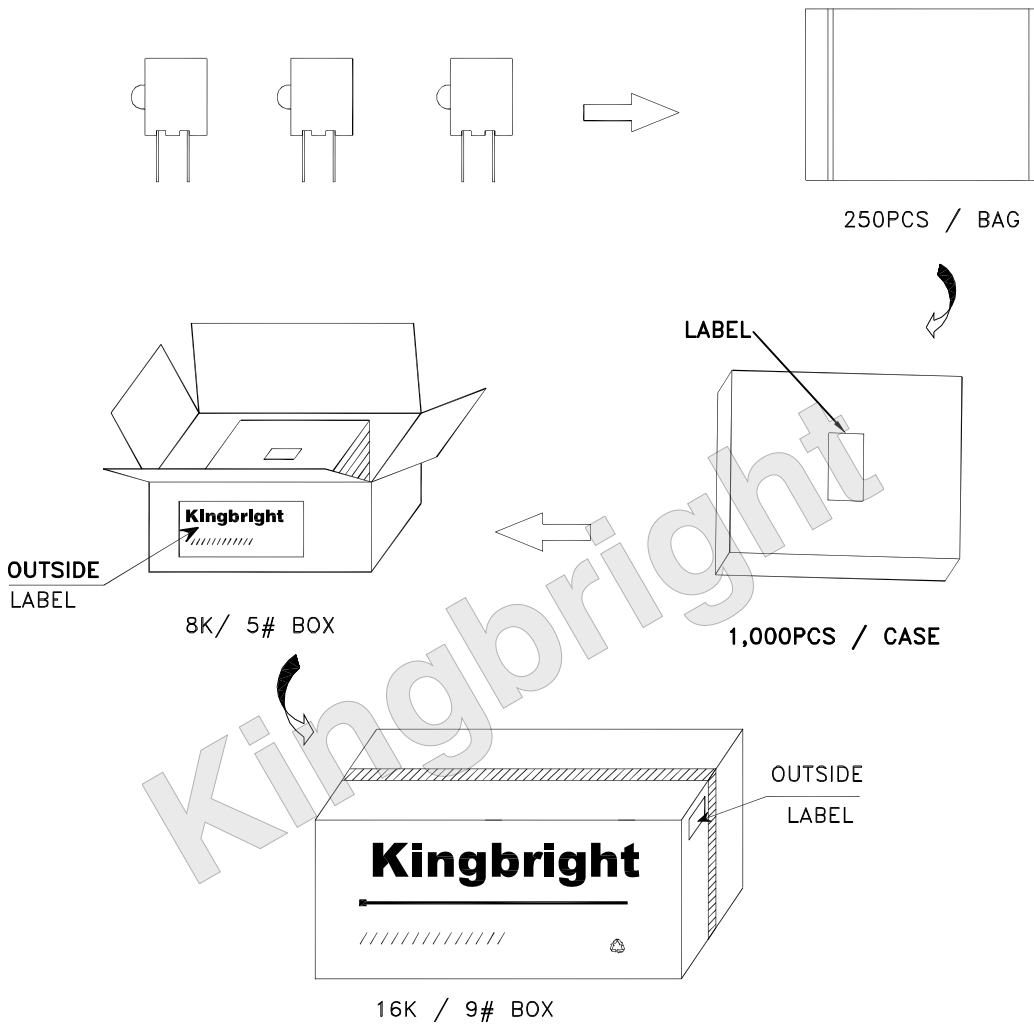 250PCS / BAG
LABEL
Kingbright
OUTSIDE
LABEL
8K/ 5# BOX
1,000PCS / CASE
Kingbright
OUTSIDE
LABEL
Kingbright
16K / 9# BOX